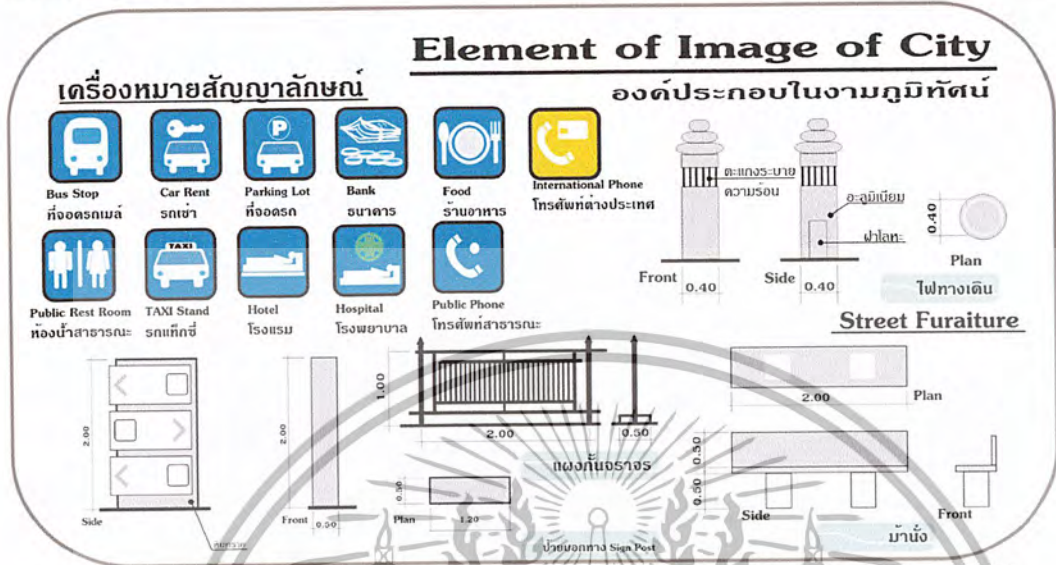 Element of Image of City
องค์ประกอบในงามภูมิทัศน์
เครื่องหมายสัญญาลักษณ์
Bus Stop
ที่จอดรถเมล์
Car Rent
รถเช่า
Parking Lot
ที่จอดรถ
Bank
ธนาคาร
Food
ร้านอาหาร
International Phone
โทรศัพท์ต่างประเทศ
P
TAXI
Public Rest Room
ห้องน้ำสาธารณะ
TAXI Stand
รถแท็กซี่
Hotel
โรงแรม
Hospital
โรงพยาบาล
Public Phone
โทรศัพท์สาธารณะ
ตะแกงระบาย
ความร้อน
อะลูมิเนียม
ฝาโลหะ
Front
0.40
Side
0.40
0.40
Plan
ไฟทางเดิน
Street Furaiture
2.00
Side
2.00
Front
0.50
1.00
2.00
0.50
แผงกั้นจราจร
0.50
Plan
1.20
ป้ายบอกทาง Sign Post
2.00
Plan
0.50
0.50
Side
Front
ม้านั่ง